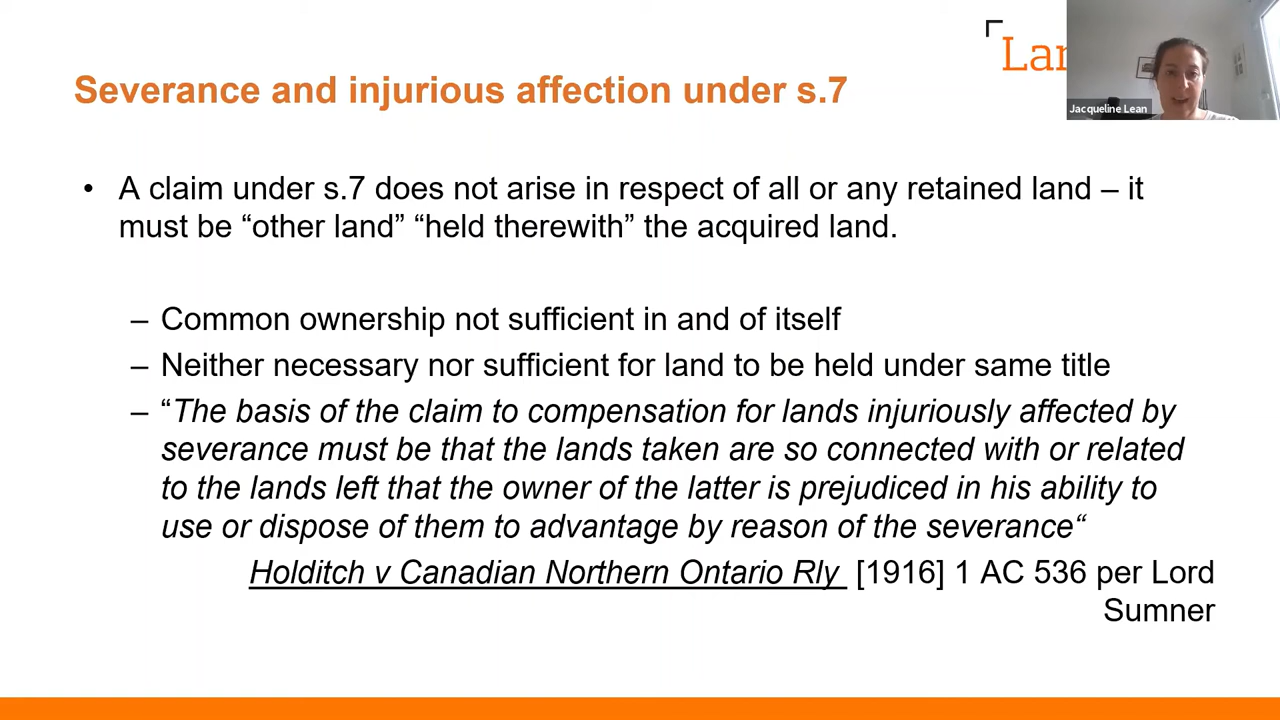 Lan
Jacqueline Lean
Severance and injurious affection under s.7
• A claim under s.7 does not arise in respect of all or any retained land – it
must be “other land” “held therewith” the acquired land.
– Common ownership not sufficient in and of itself
– Neither necessary nor sufficient for land to be held under same title
– “The basis of the claim to compensation for lands injuriously affected by
severance must be that the lands taken are so connected with or related
to the lands left that the owner of the latter is prejudiced in his ability to
use or dispose of them to advantage by reason of the severance“
Holditch v Canadian Northern Ontario Rly [1916] 1 AC 536 per Lord
Sumner